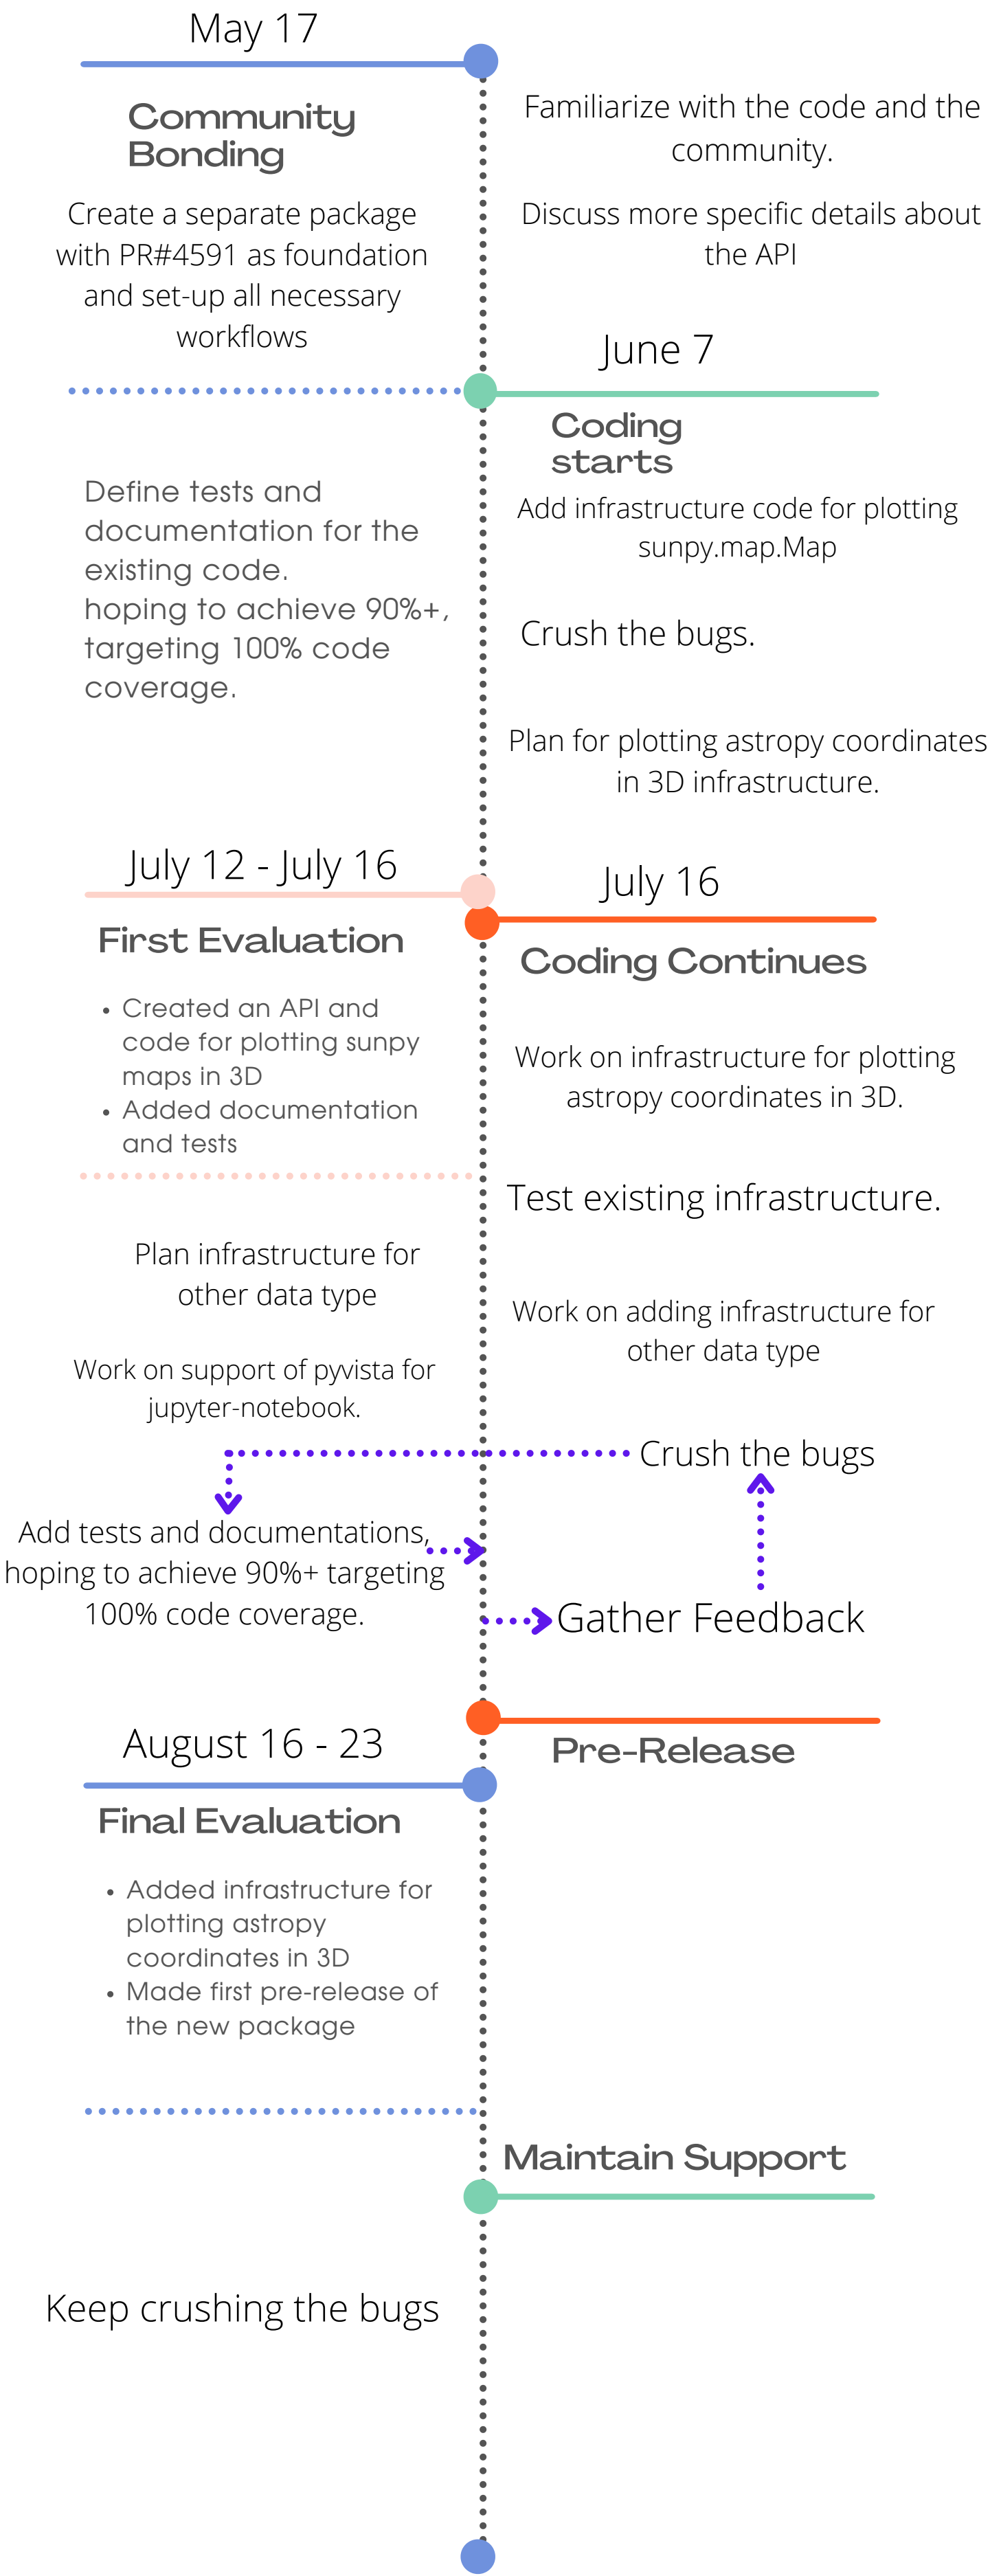 May 17
Community
Bonding
Familiarize with the code and the
community.
Create a separate package
with PR#4591 as foundation
and set-up all necessary
workflows
Discuss more specific details about
the API
June 7
Coding
starts
Define tests and
documentation for the
existing code.
hoping to achieve 90%+,
targeting 100% code
coverage.
Add infrastructure code for plotting
sunpy.map.Map
Crush the bugs.
Plan for plotting astropy coordinates
in 3D infrastructure.
July 12 - July 16
First Evaluation
• Created an API and
code for plotting sunpy
maps in 3D
• Added documentation
and tests
July 16
Coding Continues
Work on infrastructure for plotting
astropy coordinates in 3D.
Test existing infrastructure.
Plan infrastructure for
other data type
Work on adding infrastructure for
other data type
Work on support of pyvista for
jupyter-notebook.
Crush the bugs
Add tests and documentations,
hoping to achieve 90%+ targeting
100% code coverage.
Gather Feedback
Pre-Release
August 16 - 23
Final Evaluation
• Added infrastructure for
plotting astropy
coordinates in 3D
• Made first pre-release of
the new package
Maintain Support
Keep crushing the bugs